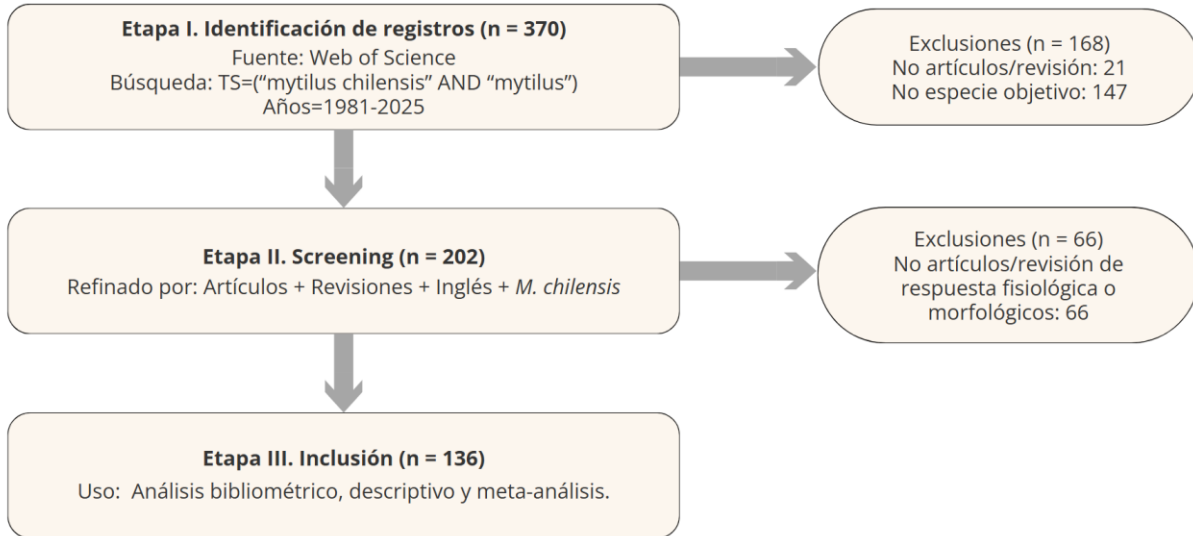 Etapa I. Identificación de registros (n = 370)
Fuente: Web of Science
Búsqueda: TS=(“mytilus chilensis” AND “mytilus”)
Años=1981-2025
Exclusiones (n = 168)
No artículos/revisión: 21
No especie objetivo: 147
Etapa II. Screening (n = 202)
Refinado por: Artículos + Revisiones + Inglés + M. chilensis
Exclusiones (n = 66)
No artículos/revisión de
respuesta fisiológica o
morfológicos: 66
Etapa III. Inclusión (n = 136)
Uso: Análisis bibliométrico, descriptivo y meta-análisis.